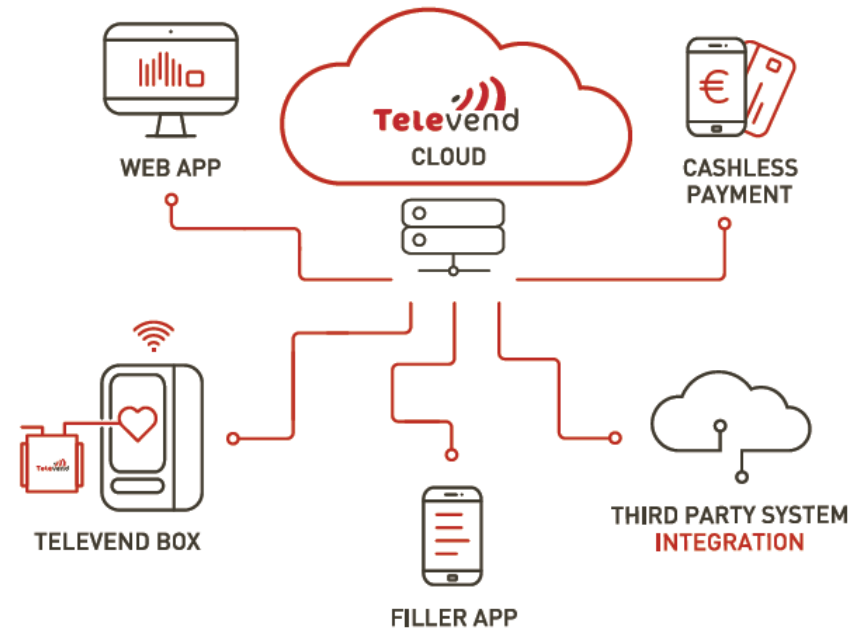 Televend
CLOUD
WEB APP
CASHLESS
PAYMENT
€
Televend
TELEVEND BOX
THIRD PARTY SYSTEM
INTEGRATION
FILLER APP